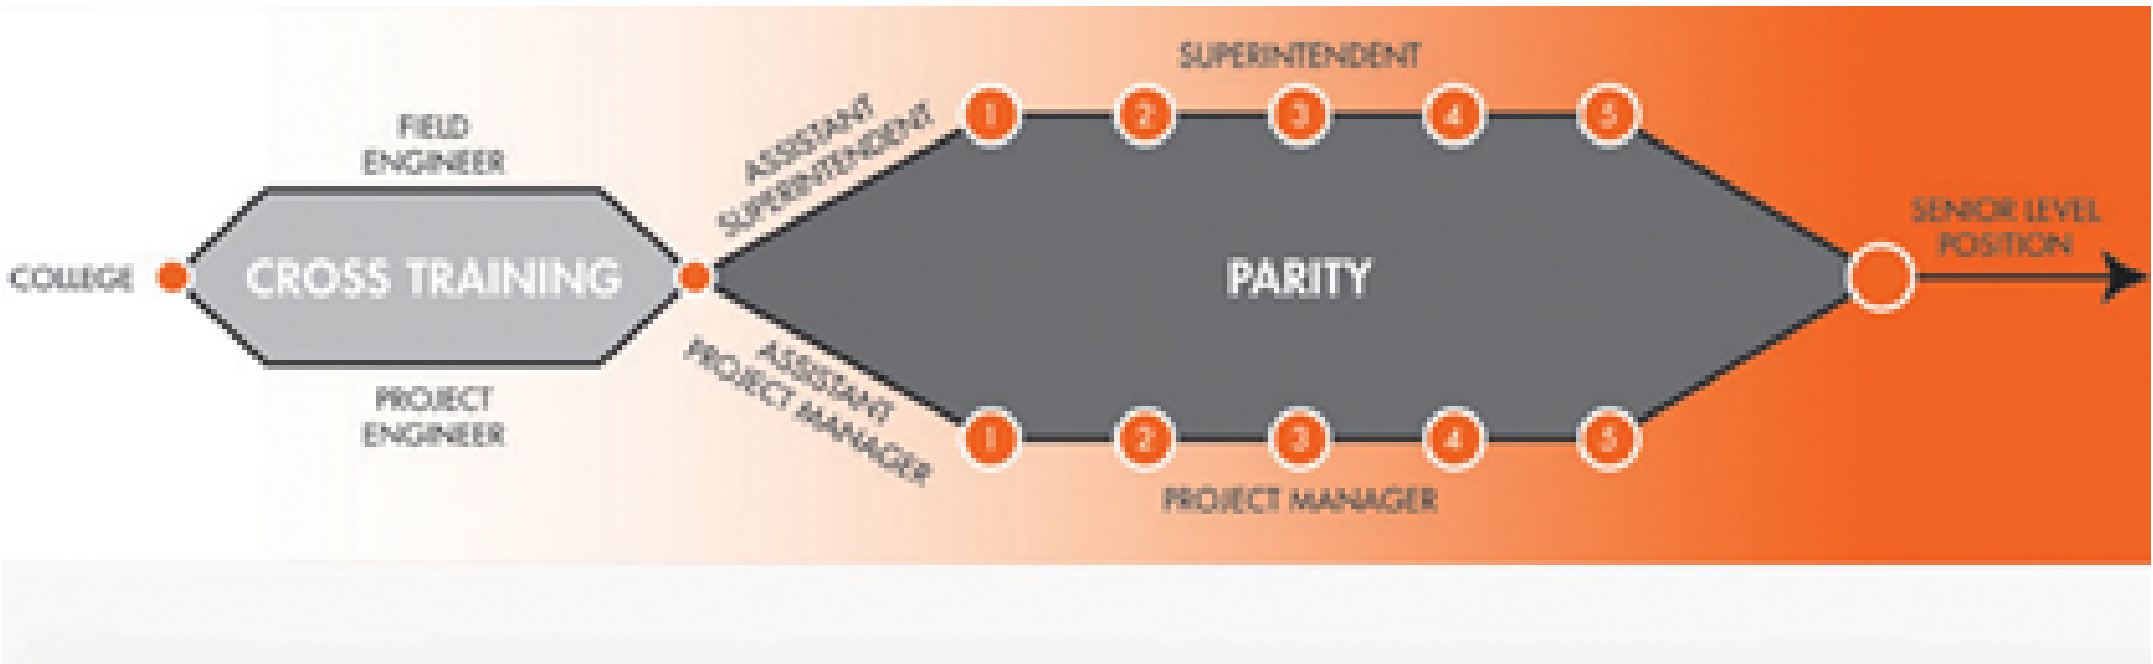 SUPERINTENDENT
1 2 3 4 5
ASSISTANT
SUPERINTENDENT
FIELD
ENGINEER
COLLEGE
CROSS TRAINING
PARITY
SENIOR LEVEL
POSITION
PROJECT
ENGINEER
ASSISTANT
PROJECT MANAGER
1 2 3 4 5
PROJECT MANAGER